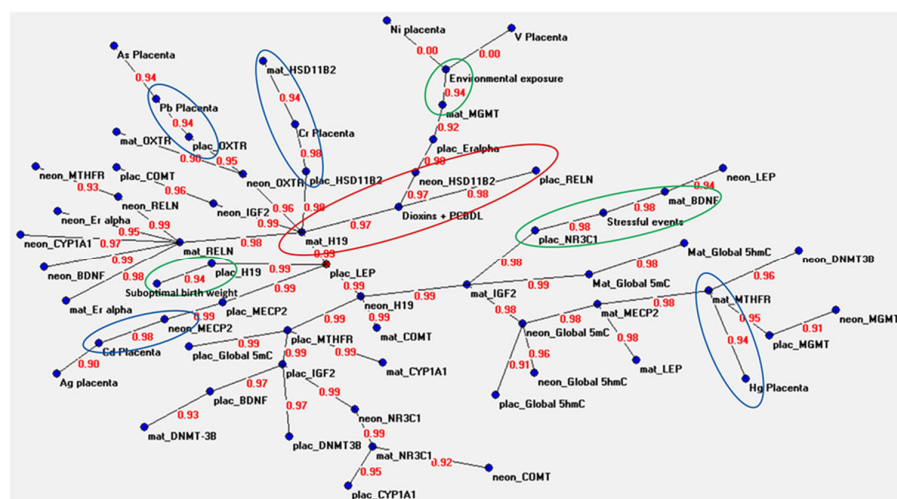 Ni placenta
V Placenta
As Placenta
0.00
0.00
mat_HSD11B2
Environmental exposure
0.94
0.94
Pb Placenta
0.94
mat_MGMT
0.94
Cr Placenta
0.92
plac_OXTR
mat_OXTR
0.90
0.95
plac_Eralpha
0.98
0.98
neon_MTHFR
plac_COMT
neon_OXTR
plac_HSD11B2
neon_HSD11B2
plac_RELN
neon_LEP
0.93
0.96
0.94
neon_RELN
neon_IGF2
0.96
0.98
0.97
0.98
mat_BDNF
neon_Er alpha
0.99
Dioxins + PCBDL
0.98
Stressful events
0.95
0.97
0.98
neon_CYP1A1
0.97
0.98
mat_H19
plac_NR3C1
0.99
mat_RELN
0.99
Mat_Global 5hmC
neon_BDNF
0.98
plac_H19
0.99
plac_LEP
0.98
0.98
neon_DNMT3B
0.94
0.99
0.99
0.99
Mat_Global 5mC
0.96
Suboptimal birth weight
mat_IGF2
mat_Er alpha
plac_MECP2
neon_H19
0.98
0.98
mat_MTHFR
0.99
0.99
0.99
mat_MECP2
0.95
neon_MECP2
neon_Global 5mC
0.91
neon_MGMT
Cd Placenta
0.98
plac_MTHFR
mat_COMT
0.94
plac_MGMT
plac_Global 5mC
0.99
0.99
0.99
0.96
0.98
0.90
0.91
Ag placenta
plac_IGF2
mat_CYP1A1
neon_Global 5hmC
mat_LEP
Hg Placenta
0.97
0.99
plac_BDNF
plac_Global 5hmC
0.93
0.97
neon_NR3C1
mat_DNMT-3B
0.99
plac_DNMT3B
mat_NR3C1
0.92
0.95
neon_COMT
plac_CYP1A1